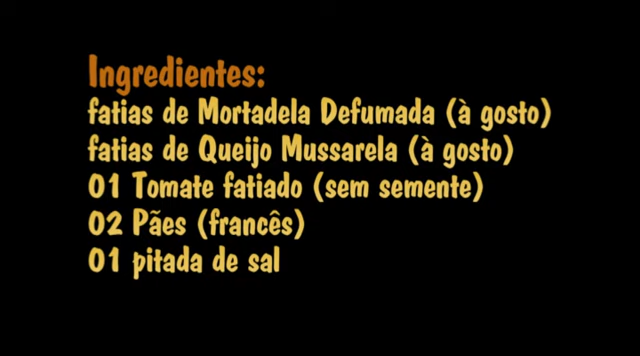 Ingredientes:
fatias de Mortadela Defumada (à gosto)
fatias de Queijo Mussarela (à gosto)
01 Tomate fatiado (sem semente)
02 Pães (francês)
01 pitada de sal